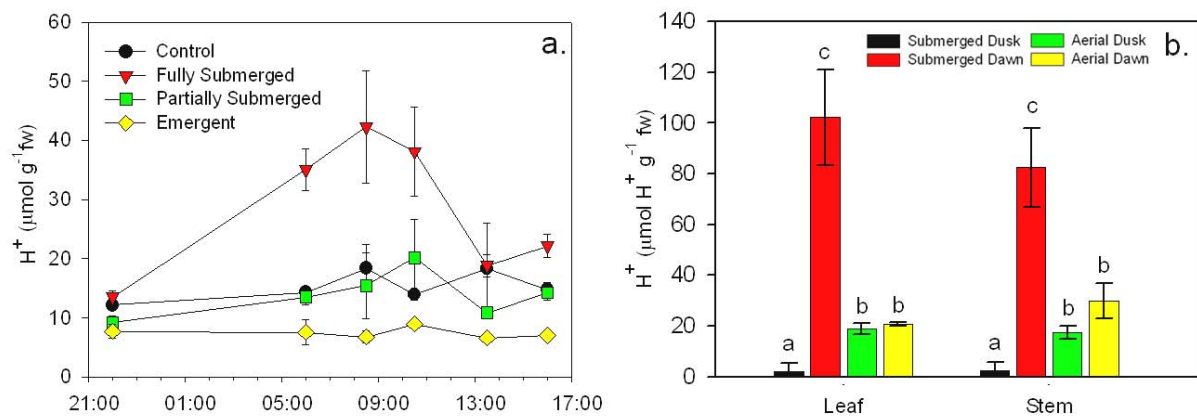 a.
60
50
40
30
20
10
0
H+ (μmol g-1fw)
Control
Fully Submerged
Partially Submerged
Emergent
21:00 01:00 05:00 09:00 13:00 17:00
b.
140
120
100
80
60
40
20
0
H+ (μmol H+ g-1 fw)
Submerged Dusk Aerial Dusk
Submerged Dawn Aerial Dawn
c c
b b b b
a a
Leaf Stem